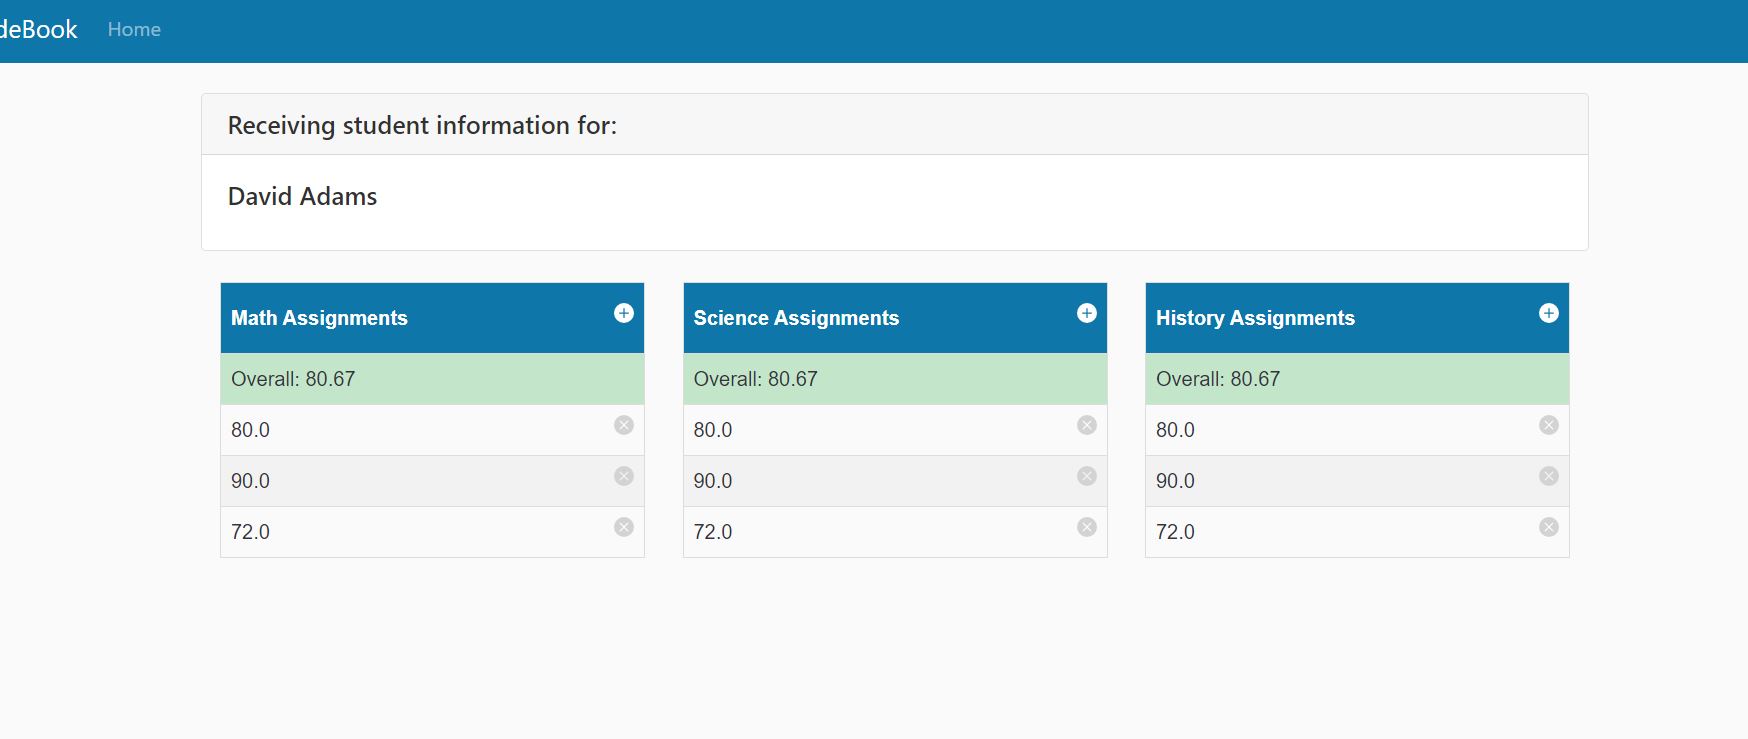 deBook Home
Receiving student information for:
David Adams
Math Assignments
Overall: 80.67
80.0
90.0
72.0
Science Assignments
Overall: 80.67
80.0
90.0
72.0
History Assignments
Overall: 80.67
80.0
90.0
72.0